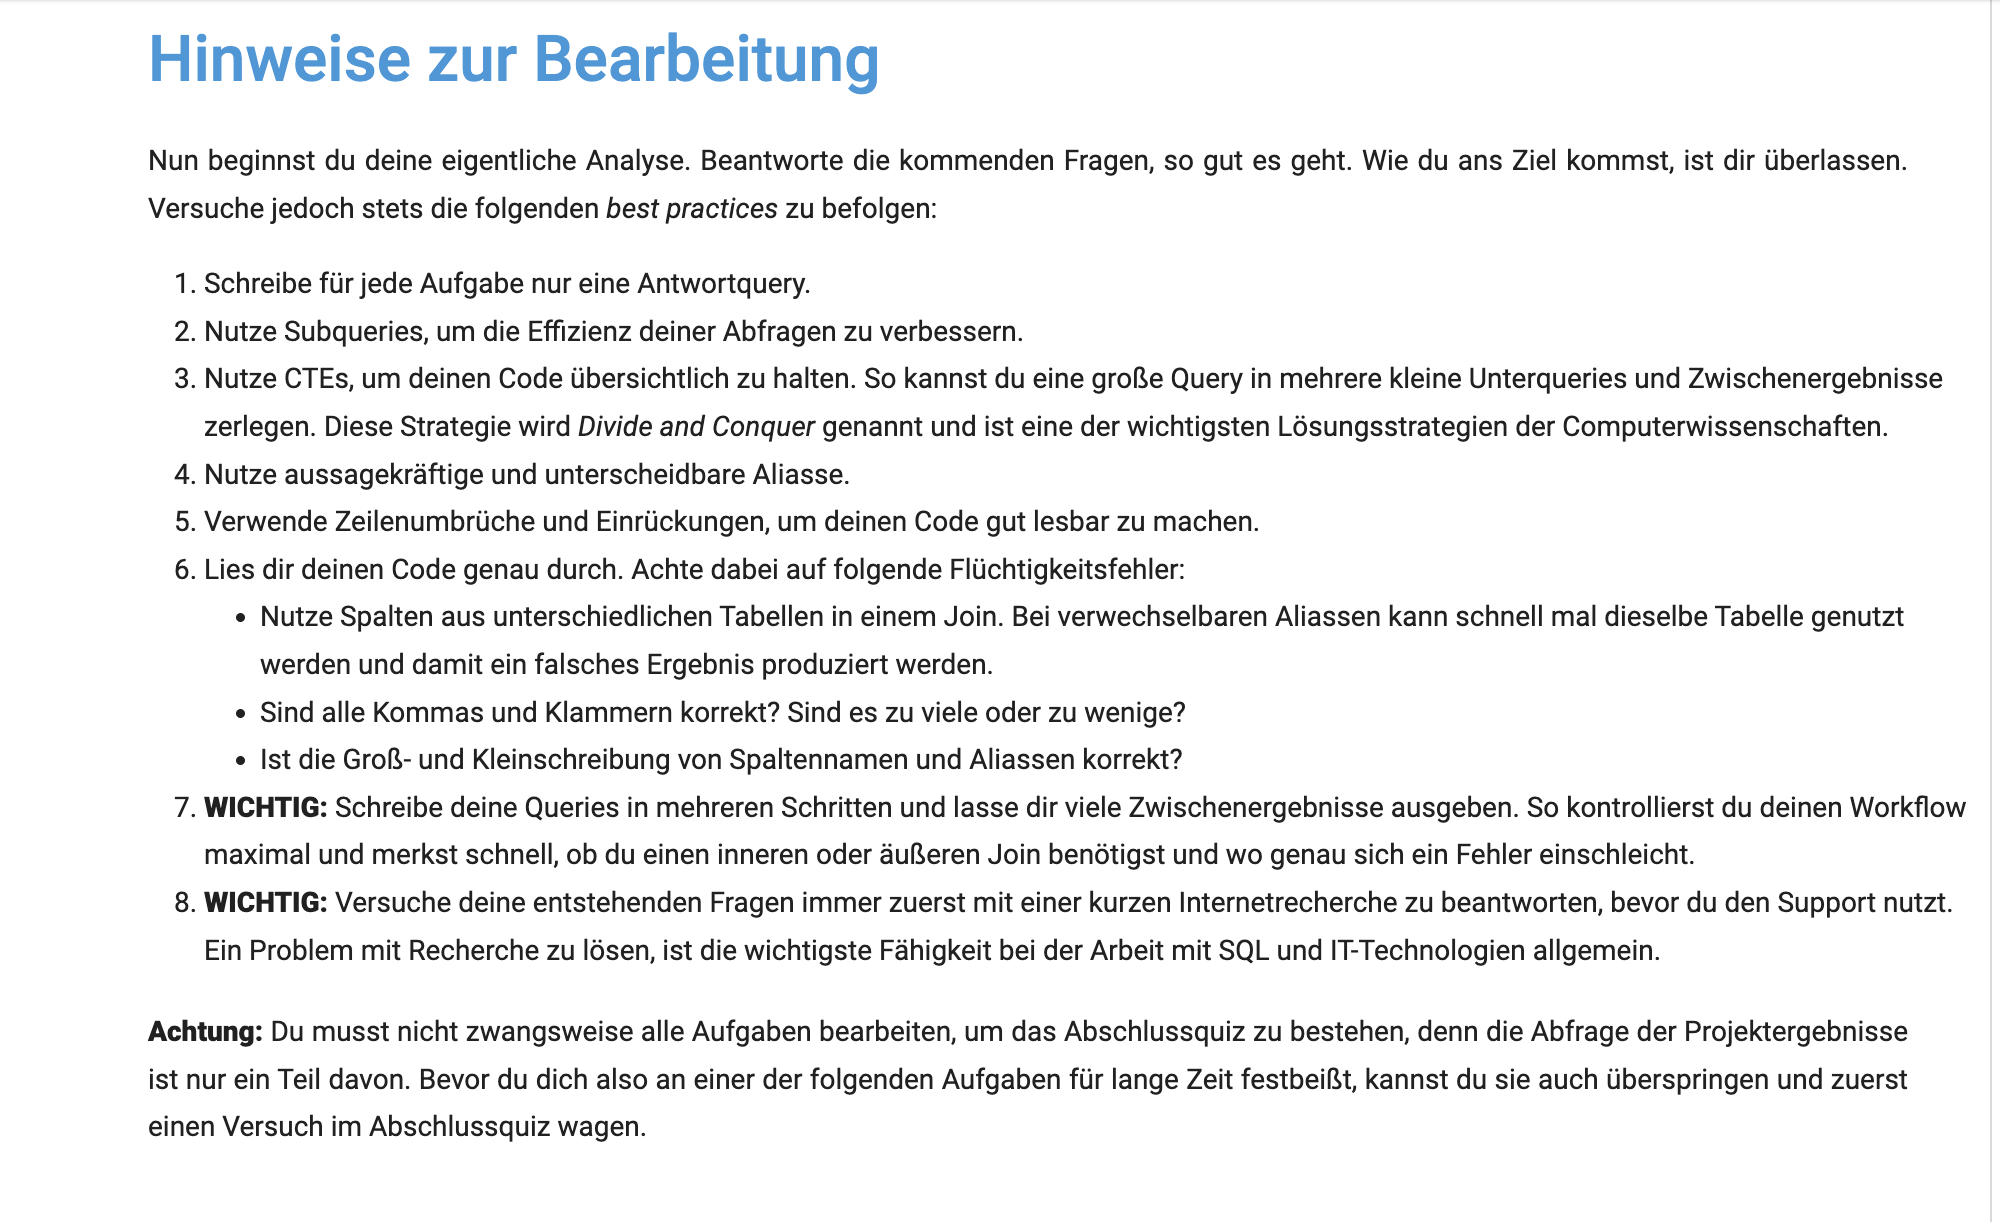 Hinweise zur Bearbeitung
Nun beginnst du deine eigentliche Analyse. Beantworte die kommenden Fragen, so gut es geht. Wie du ans Ziel kommst, ist dir überlassen.
Versuche jedoch stets die folgenden best practices zu befolgen:
1. Schreibe für jede Aufgabe nur eine Antwortquery.
2. Nutze Subqueries, um die Effizienz deiner Abfragen zu verbessern.
3. Nutze CTEs, um deinen Code übersichtlich zu halten. So kannst du eine große Query in mehrere kleine Unterqueries und Zwischenergebnisse
zerlegen. Diese Strategie wird Divide and Conquer genannt und ist eine der wichtigsten Lösungsstrategien der Computerwissenschaften.
4. Nutze aussagekräftige und unterscheidbare Aliasse.
5. Verwende Zeilenumbrüche und Einrückungen, um deinen Code gut lesbar zu machen.
6. Lies dir deinen Code genau durch. Achte dabei auf folgende Flüchtigkeitsfehler:
• Nutze Spalten aus unterschiedlichen Tabellen in einem Join. Bei verwechselbaren Aliassen kann schnell mal dieselbe Tabelle genutzt
werden und damit ein falsches Ergebnis produziert werden.
• Sind alle Kommas und Klammern korrekt? Sind es zu viele oder zu wenige?
• Ist die Groß- und Kleinschreibung von Spaltennamen und Aliassen korrekt?
7. WICHTIG: Schreibe deine Queries in mehreren Schritten und lasse dir viele Zwischenergebnisse ausgeben. So kontrollierst du deinen Workflow
maximal und merkst schnell, ob du einen inneren oder äußeren Join benötigst und wo genau sich ein Fehler einschleicht.
8. WICHTIG: Versuche deine entstehenden Fragen immer zuerst mit einer kurzen Internetrecherche zu beantworten, bevor du den Support nutzt.
Ein Problem mit Recherche zu lösen, ist die wichtigste Fähigkeit bei der Arbeit mit SQL und IT-Technologien allgemein.
Achtung: Du musst nicht zwangsweise alle Aufgaben bearbeiten, um das Abschlussquiz zu bestehen, denn die Abfrage der Projektergebnisse
ist nur ein Teil davon. Bevor du dich also an einer der folgenden Aufgaben für lange Zeit festbeißt, kannst du sie auch überspringen und zuerst
einen Versuch im Abschlussquiz wagen.